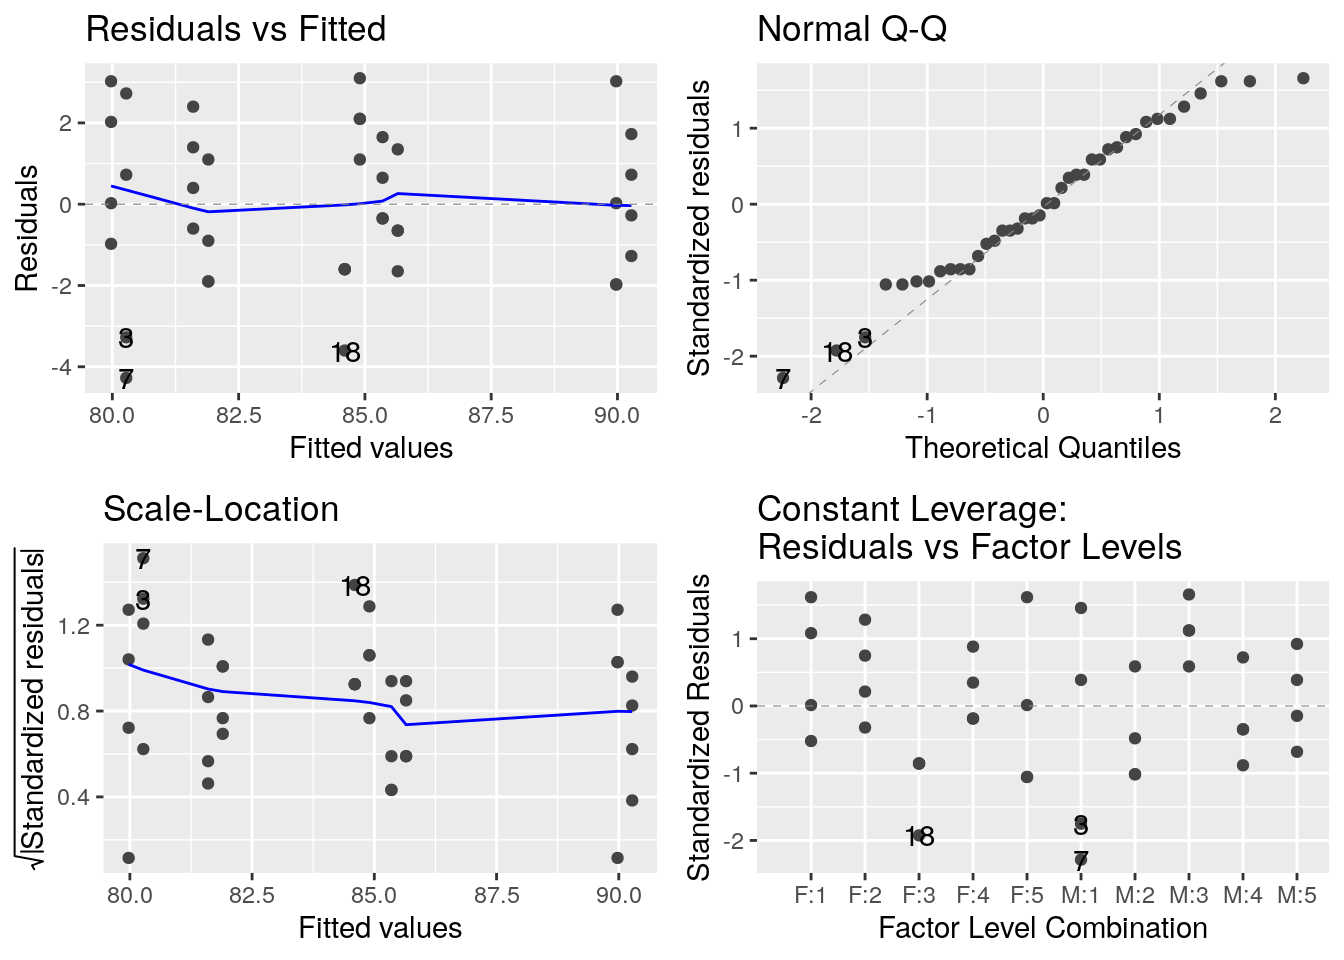 Residuals vs Fitted
Residuals
2
0
-2
-4
3
7
18
80.0 82.5 85.0 87.5 90.0
Fitted values
Normal Q-Q
Standardized residuals
1
0
-1
-2
7
18
3
-2 -1 0 1 2
Theoretical Quantiles
Scale-Location
√|Standardized residuals|
1.2
0.8
0.4
7
3
18
80.0 82.5 85.0 87.5 90.0
Fitted values
Constant Leverage:
Residuals vs Factor Levels
Standardized Residuals
1
0
-1
-2
18
3
7
F:1 F:2 F:3 F:4 F:5 M:1 M:2 M:3 M:4 M:5
Factor Level Combination